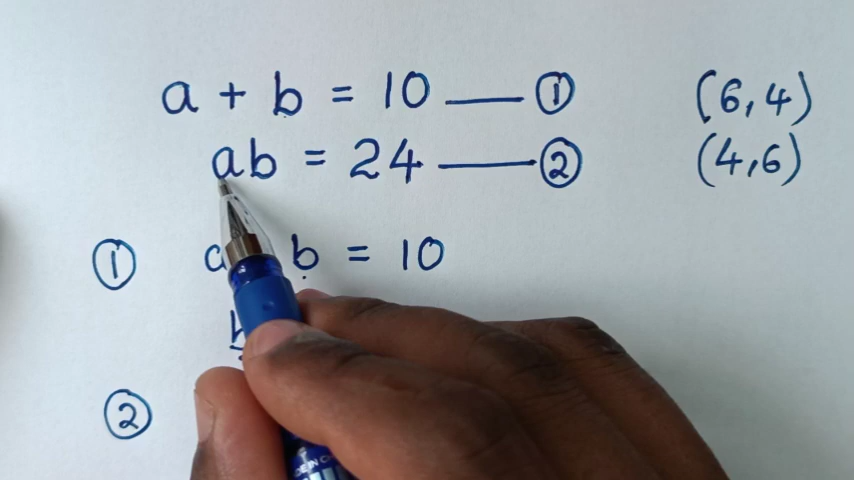 a + b = 10 —— ① (6,4)
ab = 24 —— ② (4,6)
① a b = 10
b
②